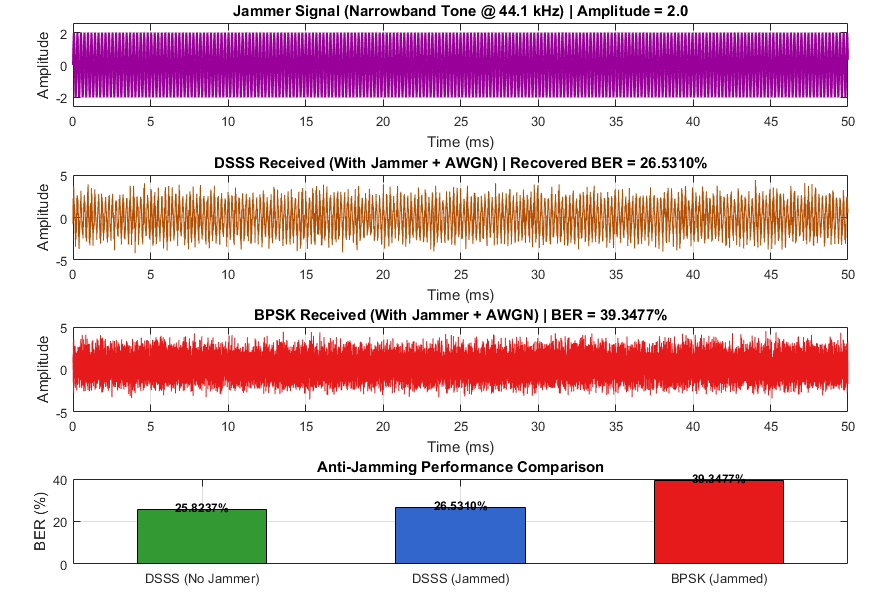 Jammer Signal (Narrowband Tone @ 44.1 kHz) | Amplitude = 2.0
2
0
-2
Amplitude
0 5 10 15 20 25 30 35 40 45 50
Time (ms)
DSSS Received (With Jammer + AWGN) | Recovered BER = 26.5310%
5
0
-5
Amplitude
0 5 10 15 20 25 30 35 40 45 50
Time (ms)
BPSK Received (With Jammer + AWGN) | BER = 39.3477%
5
0
-5
Amplitude
0 5 10 15 20 25 30 35 40 45 50
Time (ms)
Anti-Jamming Performance Comparison
40
20
0
BER (%)
25.8237%
26.5310%
39.3477%
DSSS (No Jammer) DSSS (Jammed) BPSK (Jammed)